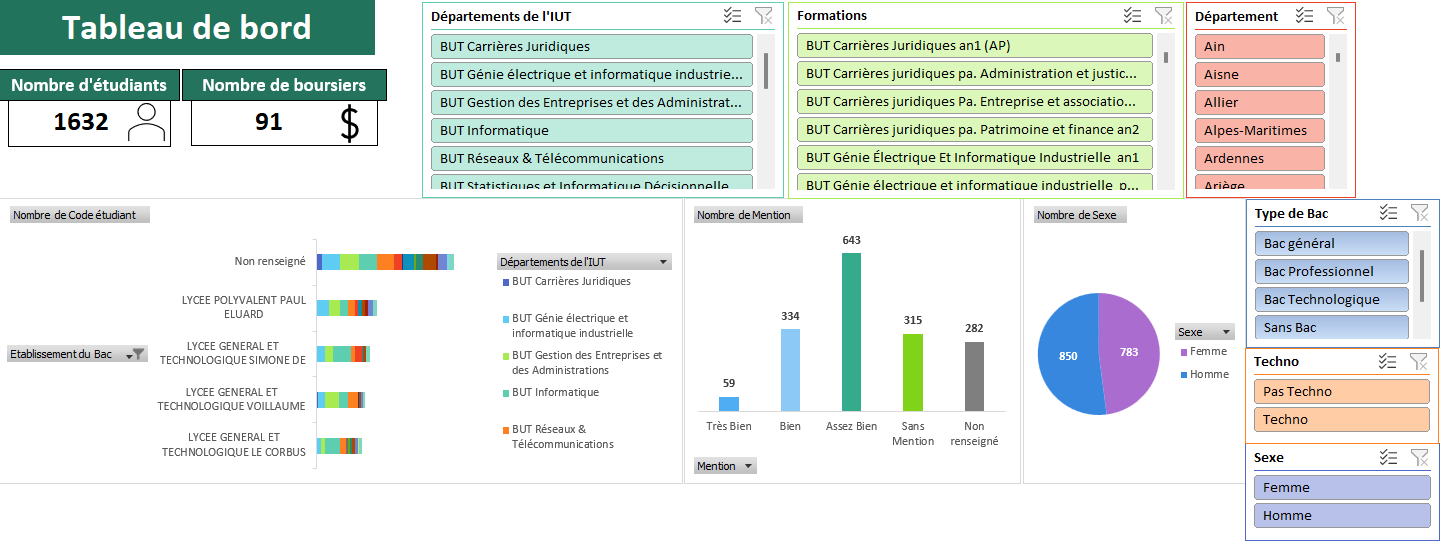 Tableau de bord
Nombre d'étudiants
Nombre de boursiers
1632
91
$
Départements de l'IUT
BUT Carrières Juridiques
BUT Génie électrique et informatique industrie...
BUT Gestion des Entreprises et des Administrat...
BUT Informatique
BUT Réseaux & Télécommunications
BUT Statistiques et Informatique Décisionnelle
Formations
BUT Carrières Juridiques an1 (AP)
BUT Carrières juridiques pa. Administration et justic...
BUT Carrières juridiques Pa. Entreprise et associatio...
BUT Carrières juridiques pa. Patrimoine et finance an2
BUT Génie Électrique Et Informatique Industrielle an1
BUT Génie électrique et informatique industrielle p...
Département
Ain
Aisne
Allier
Alpes-Maritimes
Ardennes
Ariège
Nombre de Code étudiant
Non renseigné
LYCEE POLYVALENT PAUL
ELUARD
LYCEE GENERAL ET
TECHNOLOGIQUE SIMONE DE
LYCEE GENERAL ET
TECHNOLOGIQUE VOILLAUME
LYCEE GENERAL ET
TECHNOLOGIQUE LE CORBUS
Etablissement du Bac
Départements de l'IUT
BUT Carrières Juridiques
BUT Génie électrique et
informatique industrielle
BUT Gestion des Entreprises et
des Administrations
BUT Informatique
BUT Réseaux &
Télécommunications
Nombre de Mention
59
334
643
315
282
Très Bien
Bien
Assez Bien
Sans
Mention
Non
renseigné
Mention
Nombre de Sexe
850
783
Sexe
Femme
Homme
Type de Bac
Bac général
Bac Professionnel
Bac Technologique
Sans Bac
Techno
Pas Techno
Techno
Sexe
Femme
Homme